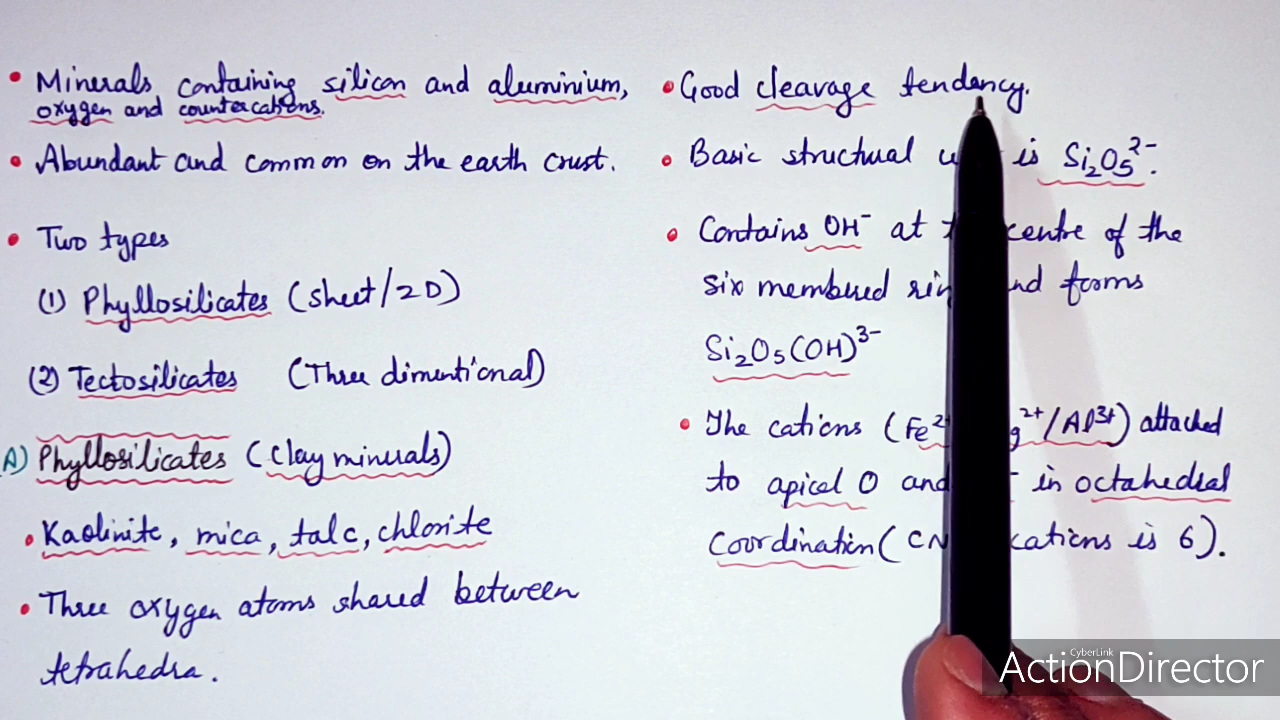 • Minerals containing silicon and aluminium,
oxygen and countercations.
• Abundant and common on the earth crust.
• Two types
(1) Phyllosilicates (sheet/2D)
(2) Tectosilicates (Three dimentional)
A) Phyllosilicates (clay minerals)
• Kaolinite, mica, talc, chlorite
• Three oxygen atoms shared between
tetrahedra.
• Good cleavage tendency.
• Basic structural is Si₂O₅²⁻.
• Contains OH⁻ at centre of the
six membered forms
Si₂O₅(OH)³⁻
• The cations (Fe²⁺ /Al³⁺) attached
to apical O and in octahedral
coordination (CN cations is 6).
CyberLink
ActionDirector